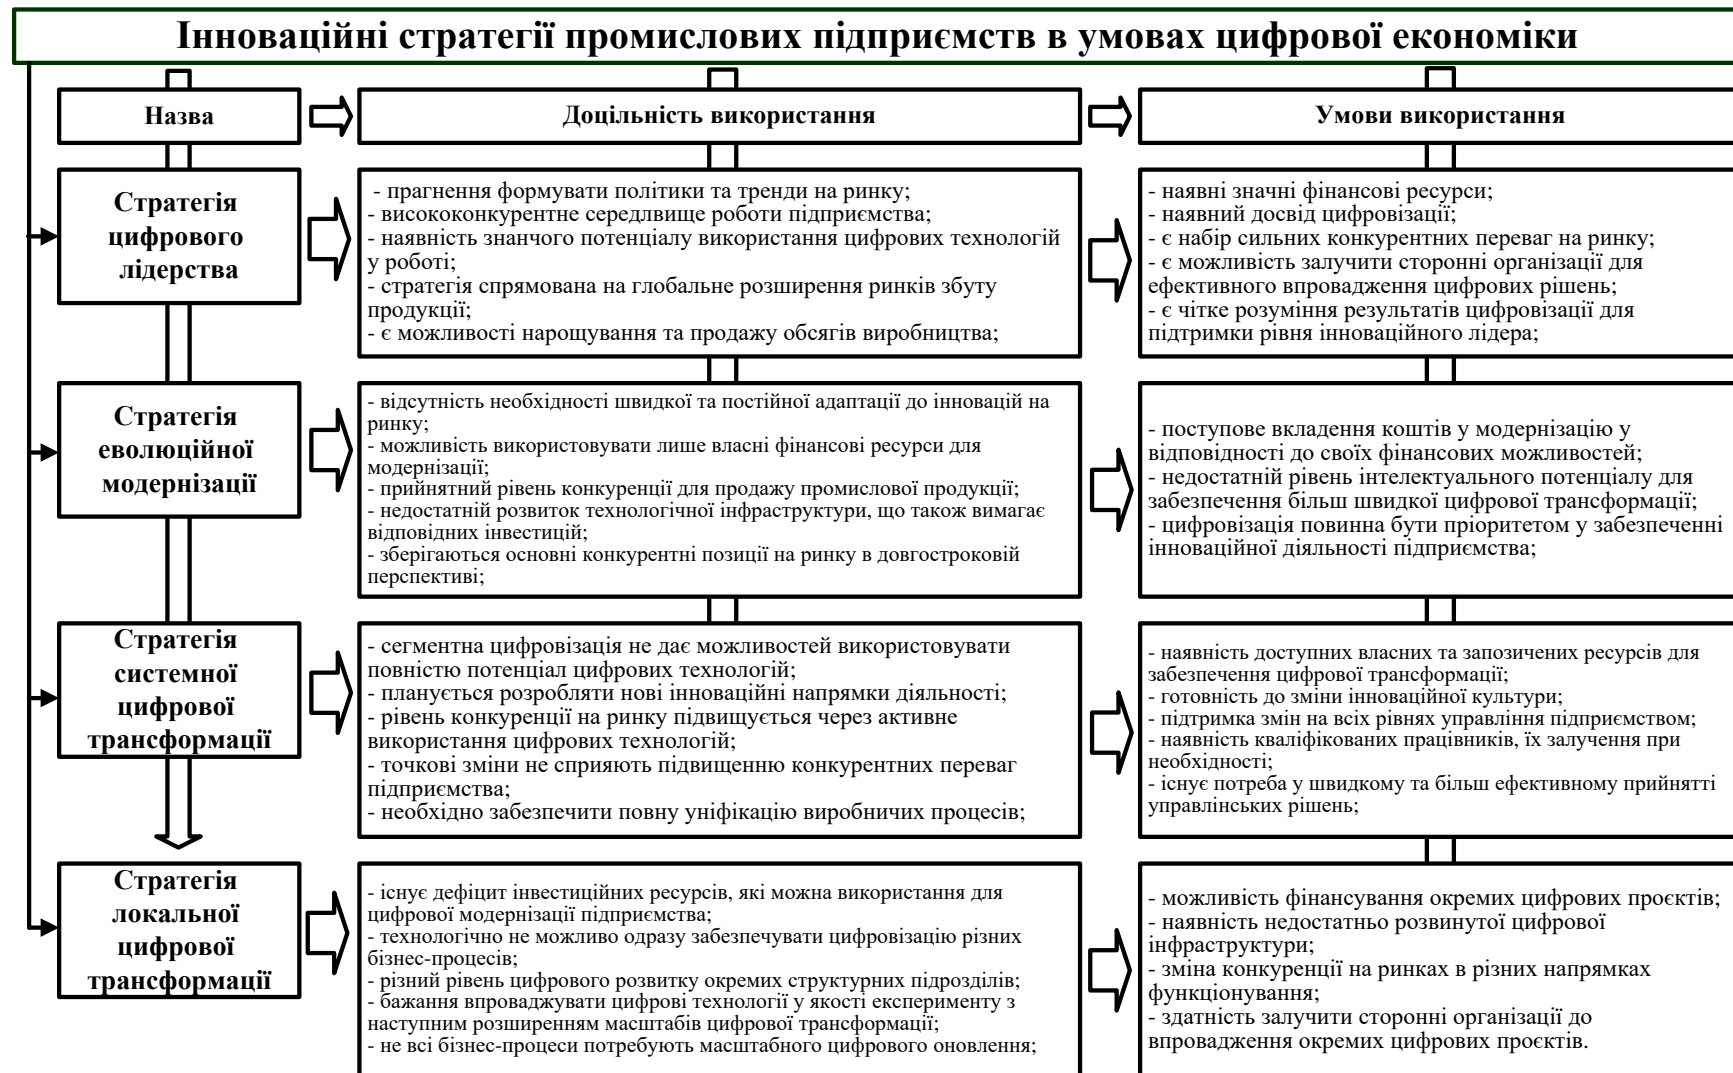 Інноваційні стратегії промислових підприємств в умовах цифрової економіки
Назва
Доцільність використання
Умови використання
Стратегія
цифрового
лідерства
- прагнення формувати політики та тренди на ринку;
- висококонкурентне середлвище роботи підприємства;
- наявність знанчого потенціалу використання цифрових технологій
у роботі;
- стратегія спрямована на глобальне розширення ринків збуту
продукції;
- є можливості нарощування та продажу обсягів виробництва;
- наявні значні фінансові ресурси;
- наявний досвід цифровізації;
- є набір сильних конкурентних переваг на ринку;
- є можливість залучити сторонні організації для
ефективного впровадження цифрових рішень;
- є чітке розуміння результатів цифровізації для
підтримки рівня інноваційного лідера;
Стратегія
еволюційної
модернізації
- відсутність необхідності швидкої та постійної адаптації до інновацій на
ринку;
- можливість використовувати лише власні фінансові ресурси для
модернізації;
- прийнятний рівень конкуренції для продажу промислової продукції;
- недостатній розвиток технологічної інфраструктури, що також вимагає
відповідних інвестицій;
- зберігаються основні конкурентні позиції на ринку в довгостроковій
перспективі;
- поступове вкладення коштів у модернізацію у
відповідності до своїх фінансових можливостей;
- недостатній рівень інтелектуального потенціалу для
забезпечення більш швидкої цифрової трансформації;
- цифровізація повинна бути пріоритетом у забезпеченні
інноваційної діяльності підприємства;
Стратегія
системної
цифрової
трансформації
- сегментна цифровізація не дає можливостей використовувати
повністю потенціал цифрових технологій;
- планується розробляти нові інноваційні напрямки діяльності;
- рівень конкуренції на ринку підвищується через активне
використання цифрових технологій;
- точкові зміни не сприяють підвищенню конкурентних переваг
підприємства;
- необхідно забезпечити повну уніфікацію виробничих процесів;
- наявність доступних власних та запозичених ресурсів для
забезпечення цифрової трансформації;
- готовність до зміни інноваційної культури;
- підтримка змін на всіх рівнях управління підприємством;
- наявність кваліфікованих працівників, їх залучення при
необхідності;
- існує потреба у швидкому та більш ефективному прийнятті
управлінських рішень;
Стратегія
локальної
цифрової
трансформації
- існує дефіцит інвестиційних ресурсів, які можна використання для
цифрової модернізації підприємства;
- технологічно не можливо одразу забезпечувати цифровізацію різних
бізнес-процесів;
- різний рівень цифрового розвитку окремих структурних підрозділів;
- бажання впроваджувати цифрові технології у якості експерименту з
наступним розширенням масштабів цифрової трансформації;
- не всі бізнес-процеси потребують масштабного цифрового оновлення;
- можливість фінансування окремих цифрових проєктів;
- наявність недостатньо розвинутої цифрової
інфраструктури;
- зміна конкуренції на ринках в різних напрямках
функціонування;
- здатність залучити сторонні організації до
впровадження окремих цифрових проєктів.